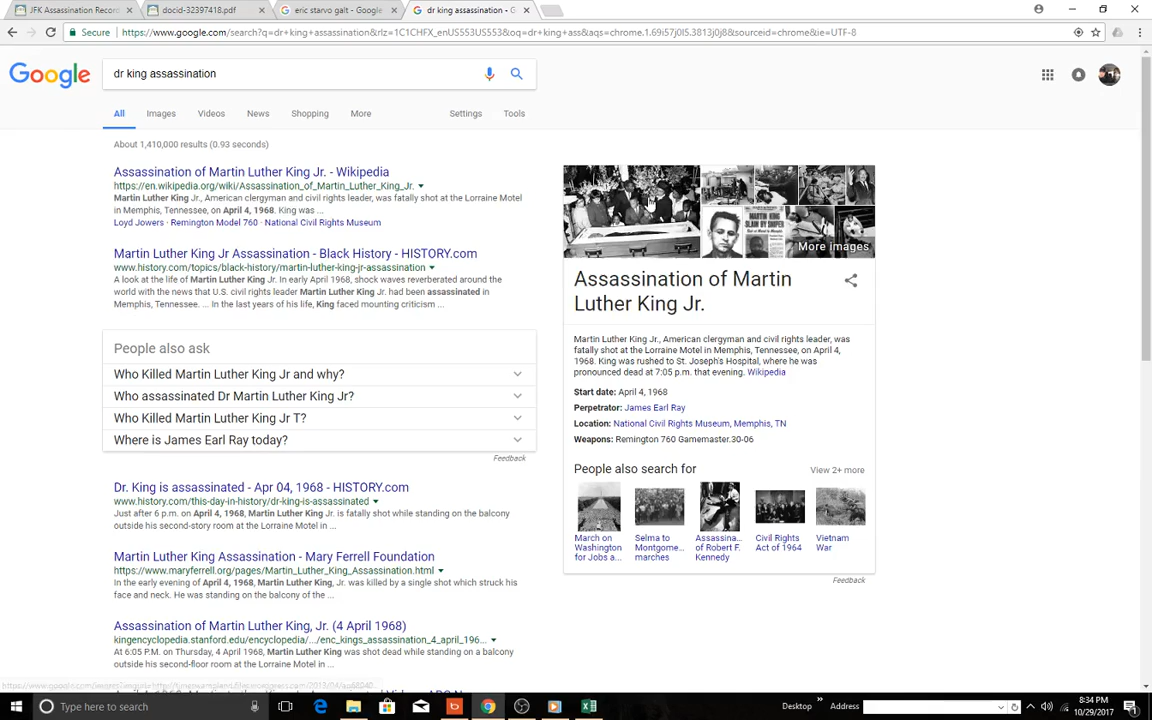 JFK Assassination Record
docid-32397418.pdf
eric starvo galt - Google
dr king assassination - G
Secure
https://www.google.com/search?q=dr+king+assassination&rlz=1C1CHFX_enUS553US553&oq=dr+king+ass&aqs=chrome.1.69i57j0l5.3813j0j8&sourceid=chrome&ie=UTF-8
Google
dr king assassination
All Images Videos News Shopping More Settings Tools
About 1,410,000 results (0.93 seconds)
Assassination of Martin Luther King Jr. - Wikipedia
https://en.wikipedia.org/wiki/Assassination_of_Martin_Luther_King_Jr.
Martin Luther King Jr., American clergyman and civil rights leader, was fatally shot at the Lorraine Motel
in Memphis, Tennessee, on April 4, 1968. King was ...
Loyd Jowers · Remington Model 760 · National Civil Rights Museum
Martin Luther King Jr Assassination - Black History - HISTORY.com
www.history.com/topics/black-history/martin-luther-king-jr-assassination
A look at the life of Martin Luther King Jr. In early April 1968, shock waves reverberated around the
world with the news that U.S. civil rights leader Martin Luther King Jr. had been assassinated in
Memphis, Tennessee. ... In the last years of his life, King faced mounting criticism ...
People also ask
Who Killed Martin Luther King Jr and why?
Who assassinated Dr Martin Luther King Jr?
Who Killed Martin Luther King Jr T?
Where is James Earl Ray today?
Feedback
Dr. King is assassinated - Apr 04, 1968 - HISTORY.com
www.history.com/this-day-in-history/dr-king-is-assassinated
Just after 6 p.m. on April 4, 1968, Martin Luther King Jr. is fatally shot while standing on the balcony
outside his second-story room at the Lorraine Motel in ...
Martin Luther King Assassination - Mary Ferrell Foundation
https://www.maryferrell.org/pages/Martin_Luther_King_Assassination.html
In the early evening of April 4, 1968, Martin Luther King, Jr. was killed by a single shot which struck his
face and neck. He was standing on the balcony of the ...
Assassination of Martin Luther King, Jr. (4 April 1968)
kingencyclopedia.stanford.edu/encyclopedia/.../enc_kings_assassination_4_april_196...
At 6:05 P.M. on Thursday, 4 April 1968, Martin Luther King was shot dead while standing on a balcony
outside his second-floor room at the Lorraine Motel in ...
MARTIN KING SLAIN BY SNIPER
More images
Assassination of Martin
Luther King Jr.
Martin Luther King Jr., American clergyman and civil rights leader, was
fatally shot at the Lorraine Motel in Memphis, Tennessee, on April 4,
1968. King was rushed to St. Joseph's Hospital, where he was
pronounced dead at 7:05 p.m. that evening. Wikipedia
Start date: April 4, 1968
Perpetrator: James Earl Ray
Location: National Civil Rights Museum, Memphis, TN
Weapons: Remington 760 Gamemaster.30-06
People also search for
View 2+ more
March on
Washington
for Jobs a...
Selma to
Montgome...
marches
Assassina...
of Robert F.
Kennedy
Civil Rights
Act of 1964
Vietnam
War
Feedback
Type here to search
Desktop
Address
8:34 PM
10/29/2017